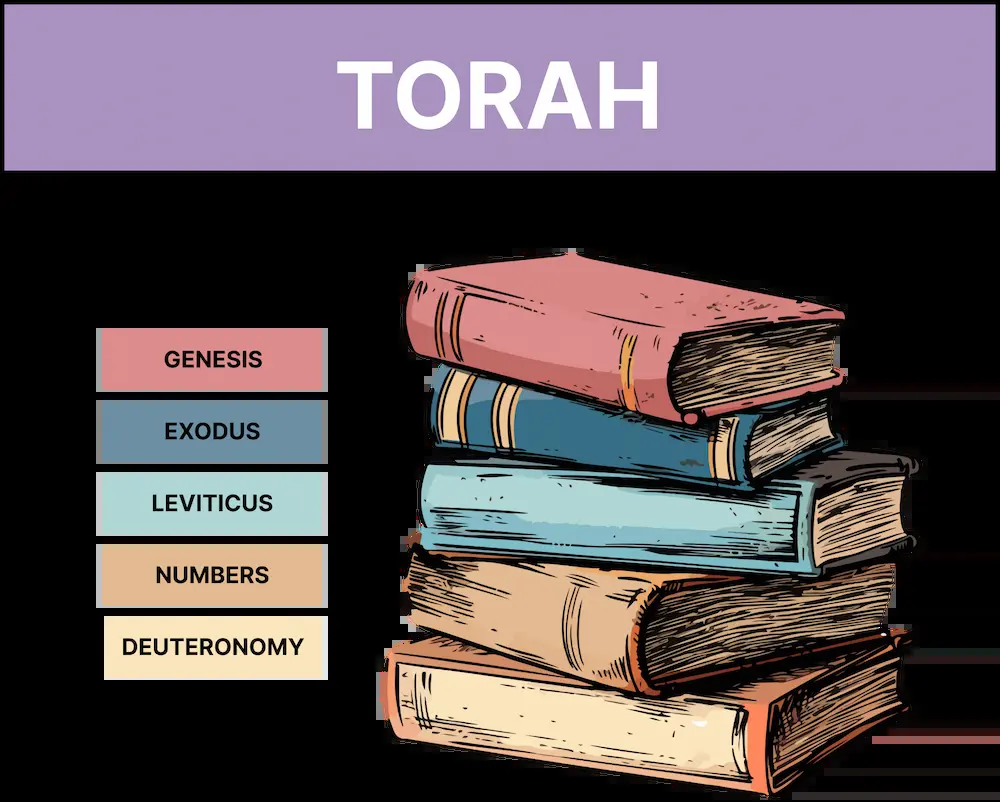 TORAH
GENESIS
EXODUS
LEVITICUS
NUMBERS
DEUTERONOMY